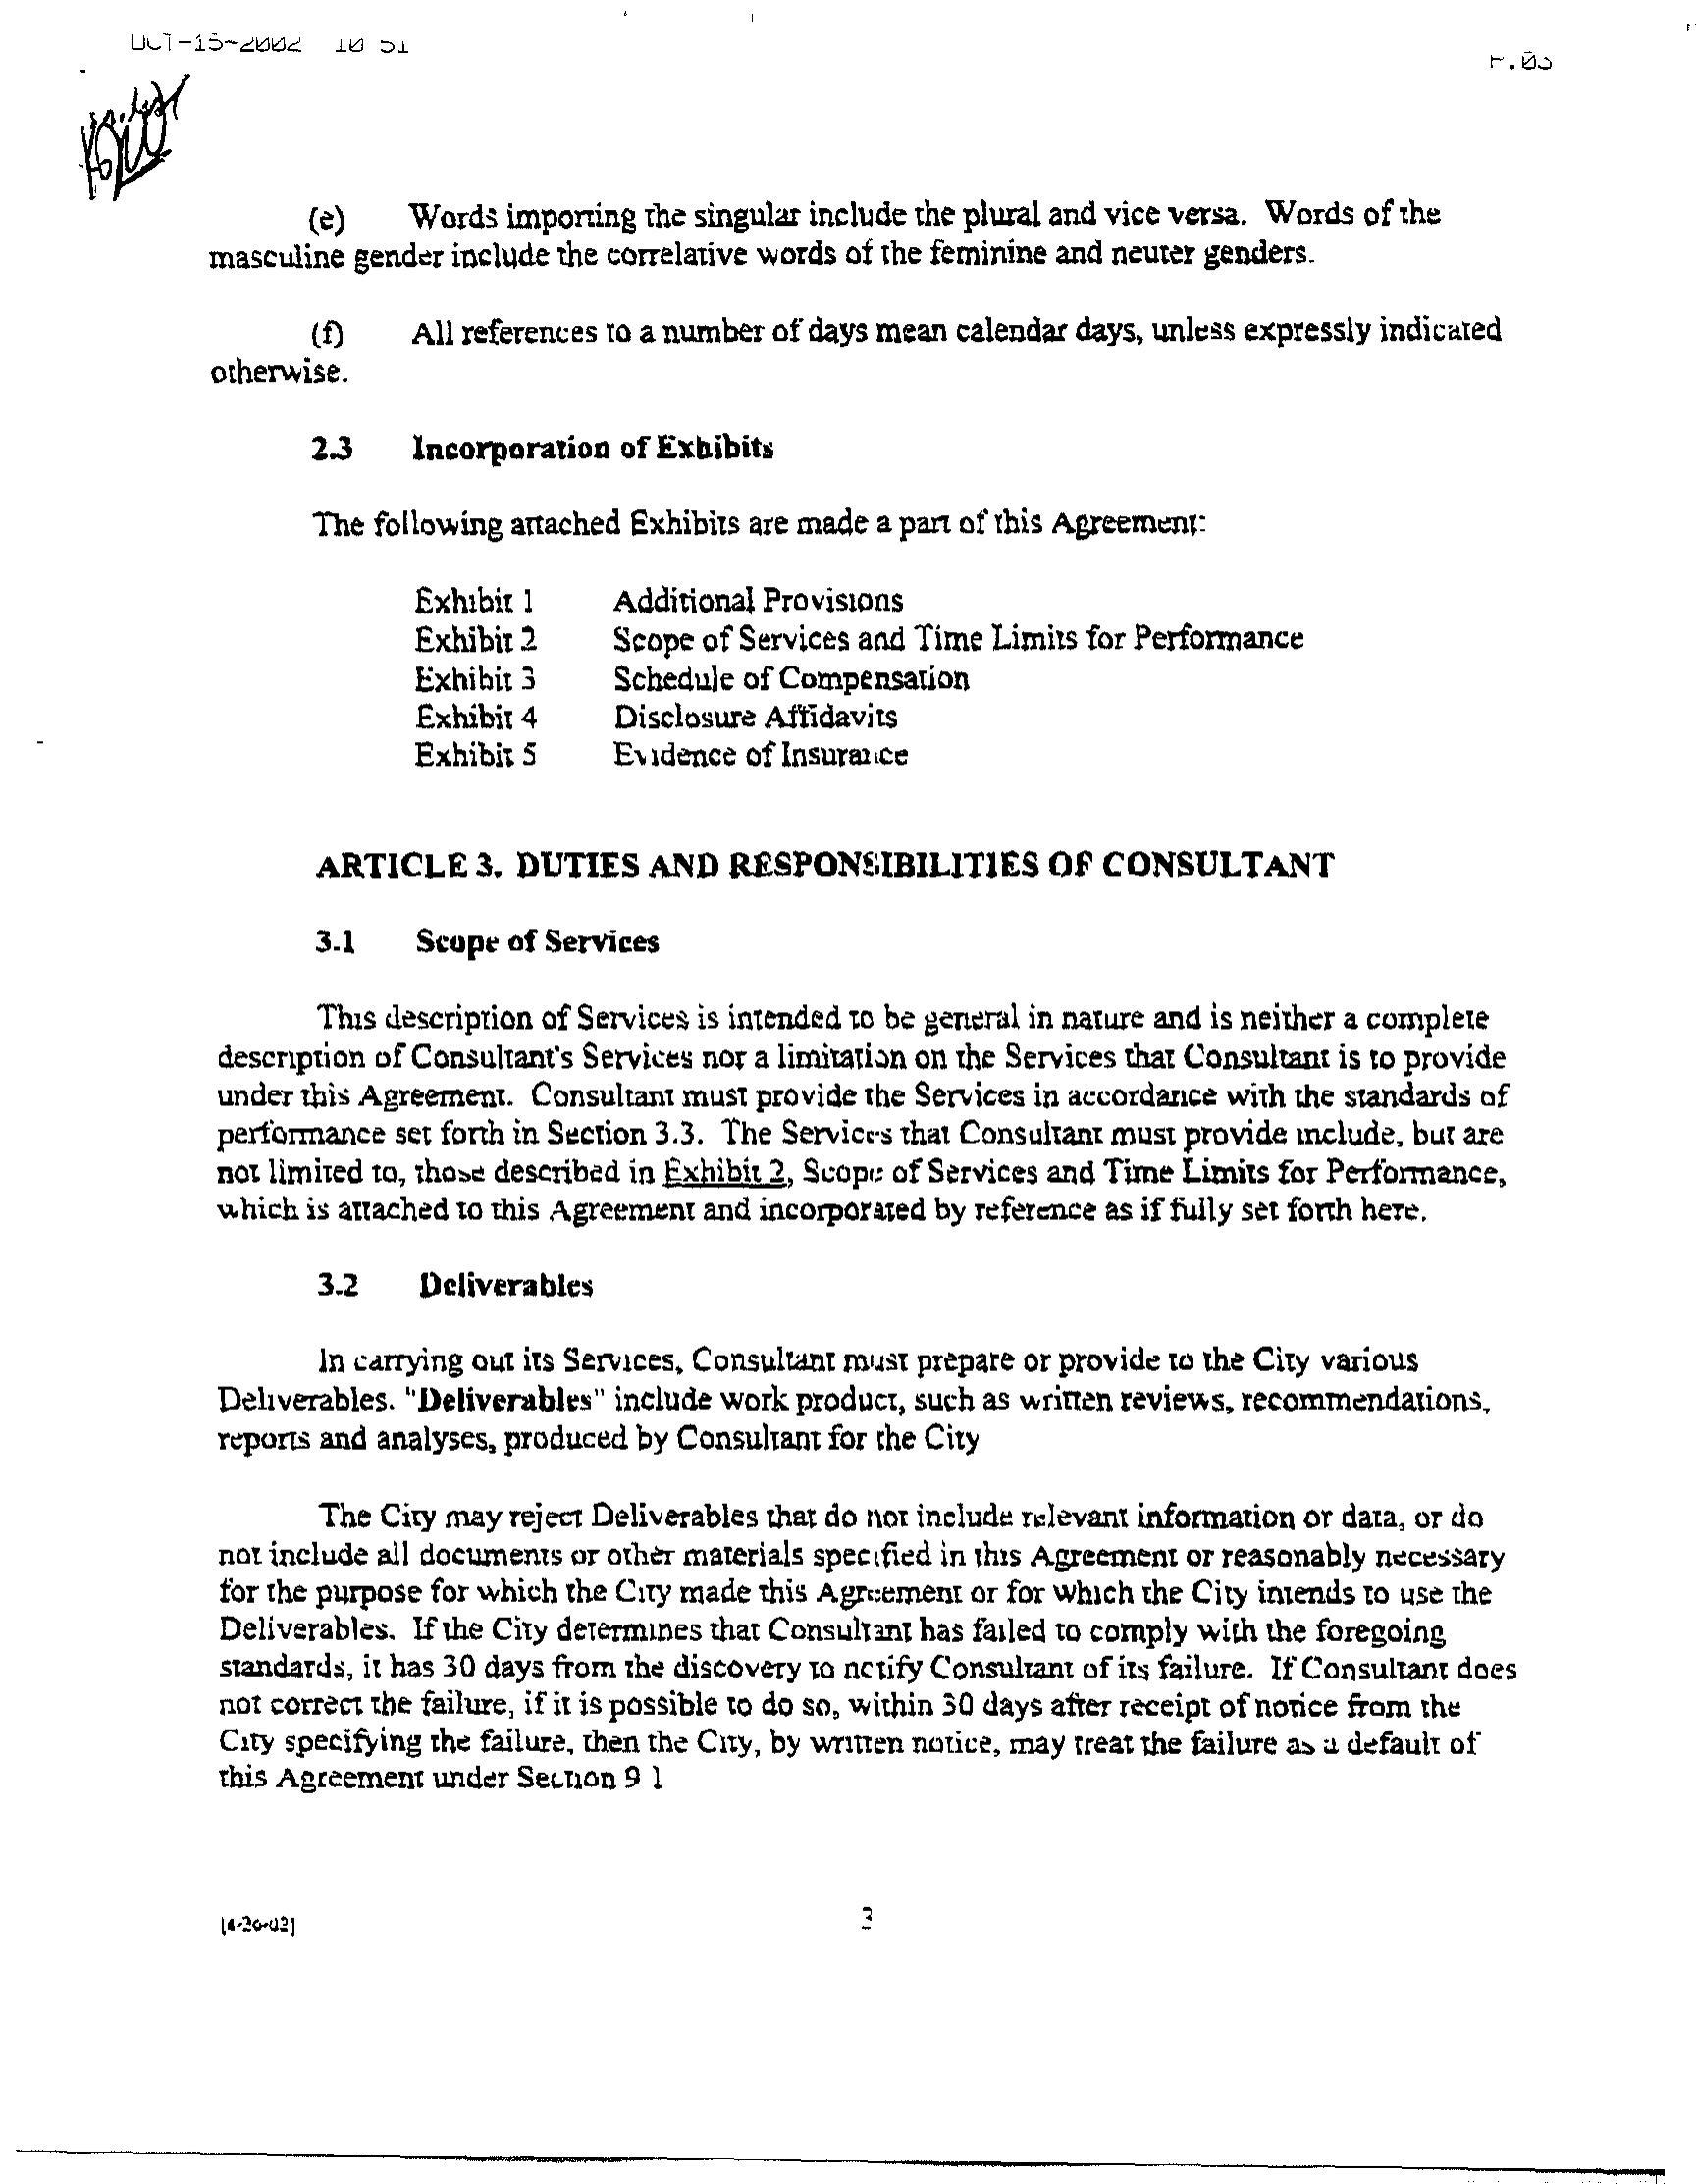 OCT-15-2002 10 51
P.05
(e) Words importing the singular include the plural and vice versa. Words of the
masculine gender include the correlative words of the feminine and neuter genders.
(f) All references to a number of days mean calendar days, unless expressly indicated
otherwise.
2.3 Incorporation of Exhibits
The following attached Exhibits are made a part of this Agreement:
Exhibit 1 Additional Provisions
Exhibit 2 Scope of Services and Time Limits for Performance
Exhibit 3 Schedule of Compensation
Exhibit 4 Disclosure Affidavits
Exhibit 5 Evidence of Insurance
ARTICLE 3. DUTIES AND RESPONSIBILITIES OF CONSULTANT
3.1 Scope of Services
This description of Services is intended to be general in nature and is neither a complete
description of Consultant's Services nor a limitation on the Services that Consultant is to provide
under this Agreement. Consultant must provide the Services in accordance with the standards of
performance set forth in Section 3.3. The Services that Consultant must provide include, but are
not limited to, those described in Exhibit 2, Scope of Services and Time Limits for Performance,
which is attached to this Agreement and incorporated by reference as if fully set forth here.
3.2 Deliverables
In carrying out its Services, Consultant must prepare or provide to the City various
Deliverables. "Deliverables" include work product, such as written reviews, recommendations,
reports and analyses, produced by Consultant for the City
The City may reject Deliverables that do not include relevant information or data, or do
not include all documents or other materials specified in this Agreement or reasonably necessary
for the purpose for which the City made this Agreement or for which the City intends to use the
Deliverables. If the City determines that Consultant has failed to comply with the foregoing
standards, it has 30 days from the discovery to notify Consultant of its failure. If Consultant does
not correct the failure, if it is possible to do so, within 30 days after receipt of notice from the
City specifying the failure, then the City, by written notice, may treat the failure as a default of
this Agreement under Section 9 1
[4-26-02]
3